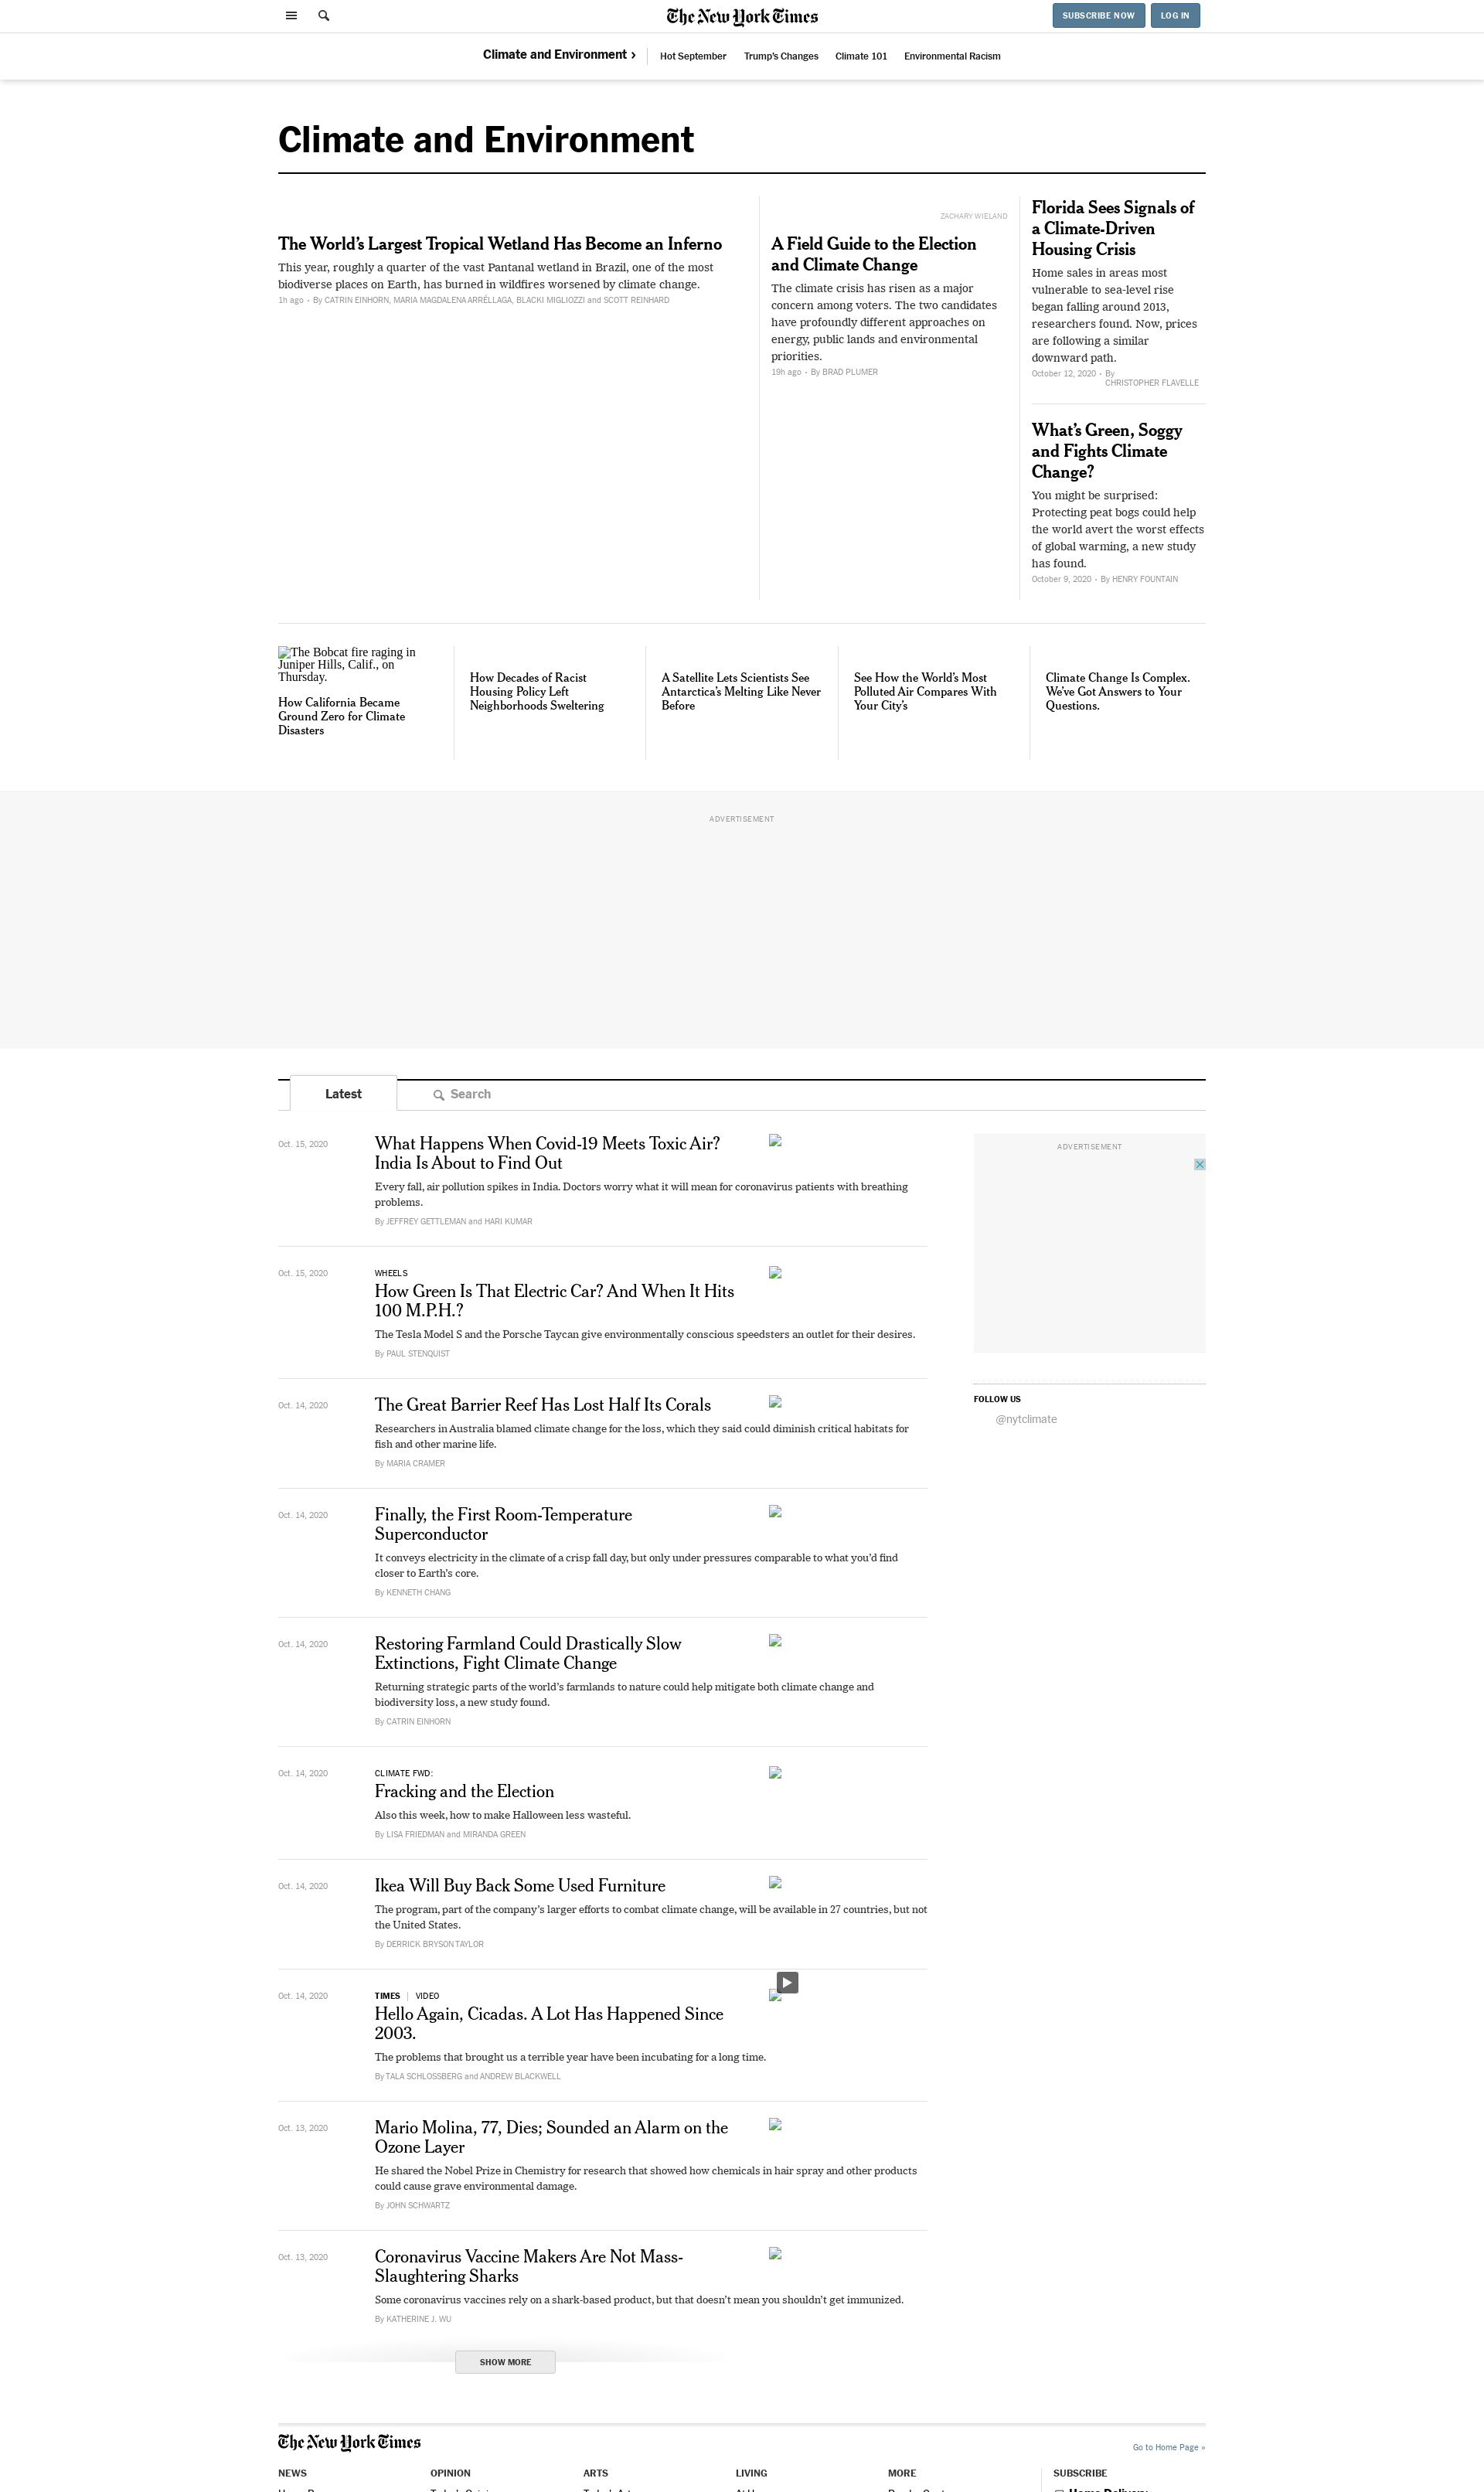 The New York Times
SUBSCRIBE NOW
LOG IN
Climate and Environment ›
Hot September
Trump's Changes
Climate 101
Environmental Racism
Climate and Environment
The World's Largest Tropical Wetland Has Become an Inferno
This year, roughly a quarter of the vast Pantanal wetland in Brazil, one of the most
biodiverse places on Earth, has burned in wildfires worsened by climate change.
1h ago • By CATRIN EINHORN, MARIA MAGDALENA ARRÉLLAGA, BLACKI MIGLIOZZI and SCOTT REINHARD
ZACHARY WIELAND
A Field Guide to the Election
and Climate Change
The climate crisis has risen as a major
concern among voters. The two candidates
have profoundly different approaches on
energy, public lands and environmental
priorities.
19h ago • By BRAD PLUMER
Florida Sees Signals of
a Climate-Driven
Housing Crisis
Home sales in areas most
vulnerable to sea-level rise
began falling around 2013,
researchers found. Now, prices
are following a similar
downward path.
October 12, 2020 • By
CHRISTOPHER FLAVELLE
What's Green, Soggy
and Fights Climate
Change?
You might be surprised:
Protecting peat bogs could help
the world avert the worst effects
of global warming, a new study
has found.
October 9, 2020 • By HENRY FOUNTAIN
The Bobcat fire raging in
Juniper Hills, Calif., on
Thursday.
How California Became
Ground Zero for Climate
Disasters
How Decades of Racist
Housing Policy Left
Neighborhoods Sweltering
A Satellite Lets Scientists See
Antarctica's Melting Like Never
Before
See How the World's Most
Polluted Air Compares With
Your City's
Climate Change Is Complex.
We've Got Answers to Your
Questions.
ADVERTISEMENT
Latest
Search
Oct. 15, 2020
What Happens When Covid-19 Meets Toxic Air?
India Is About to Find Out
Every fall, air pollution spikes in India. Doctors worry what it will mean for coronavirus patients with breathing
problems.
By JEFFREY GETTLEMAN and HARI KUMAR
Oct. 15, 2020
WHEELS
How Green Is That Electric Car? And When It Hits
100 M.P.H.?
The Tesla Model S and the Porsche Taycan give environmentally conscious speedsters an outlet for their desires.
By PAUL STENQUIST
Oct. 14, 2020
The Great Barrier Reef Has Lost Half Its Corals
Researchers in Australia blamed climate change for the loss, which they said could diminish critical habitats for
fish and other marine life.
By MARIA CRAMER
Oct. 14, 2020
Finally, the First Room-Temperature
Superconductor
It conveys electricity in the climate of a crisp fall day, but only under pressures comparable to what you'd find
closer to Earth's core.
By KENNETH CHANG
Oct. 14, 2020
Restoring Farmland Could Drastically Slow
Extinctions, Fight Climate Change
Returning strategic parts of the world's farmlands to nature could help mitigate both climate change and
biodiversity loss, a new study found.
By CATRIN EINHORN
Oct. 14, 2020
CLIMATE FWD:
Fracking and the Election
Also this week, how to make Halloween less wasteful.
By LISA FRIEDMAN and MIRANDA GREEN
Oct. 14, 2020
Ikea Will Buy Back Some Used Furniture
The program, part of the company's larger efforts to combat climate change, will be available in 27 countries, but not
the United States.
By DERRICK BRYSON TAYLOR
Oct. 14, 2020
TIMES | VIDEO
Hello Again, Cicadas. A Lot Has Happened Since
2003.
The problems that brought us a terrible year have been incubating for a long time.
By TALA SCHLOSSBERG and ANDREW BLACKWELL
Oct. 13, 2020
Mario Molina, 77, Dies; Sounded an Alarm on the
Ozone Layer
He shared the Nobel Prize in Chemistry for research that showed how chemicals in hair spray and other products
could cause grave environmental damage.
By JOHN SCHWARTZ
Oct. 13, 2020
Coronavirus Vaccine Makers Are Not Mass-
Slaughtering Sharks
Some coronavirus vaccines rely on a shark-based product, but that doesn't mean you shouldn't get immunized.
By KATHERINE J. WU
SHOW MORE
ADVERTISEMENT
FOLLOW US
@nytclimate
The New York Times
Go to Home Page »
NEWS
OPINION
ARTS
LIVING
MORE
SUBSCRIBE